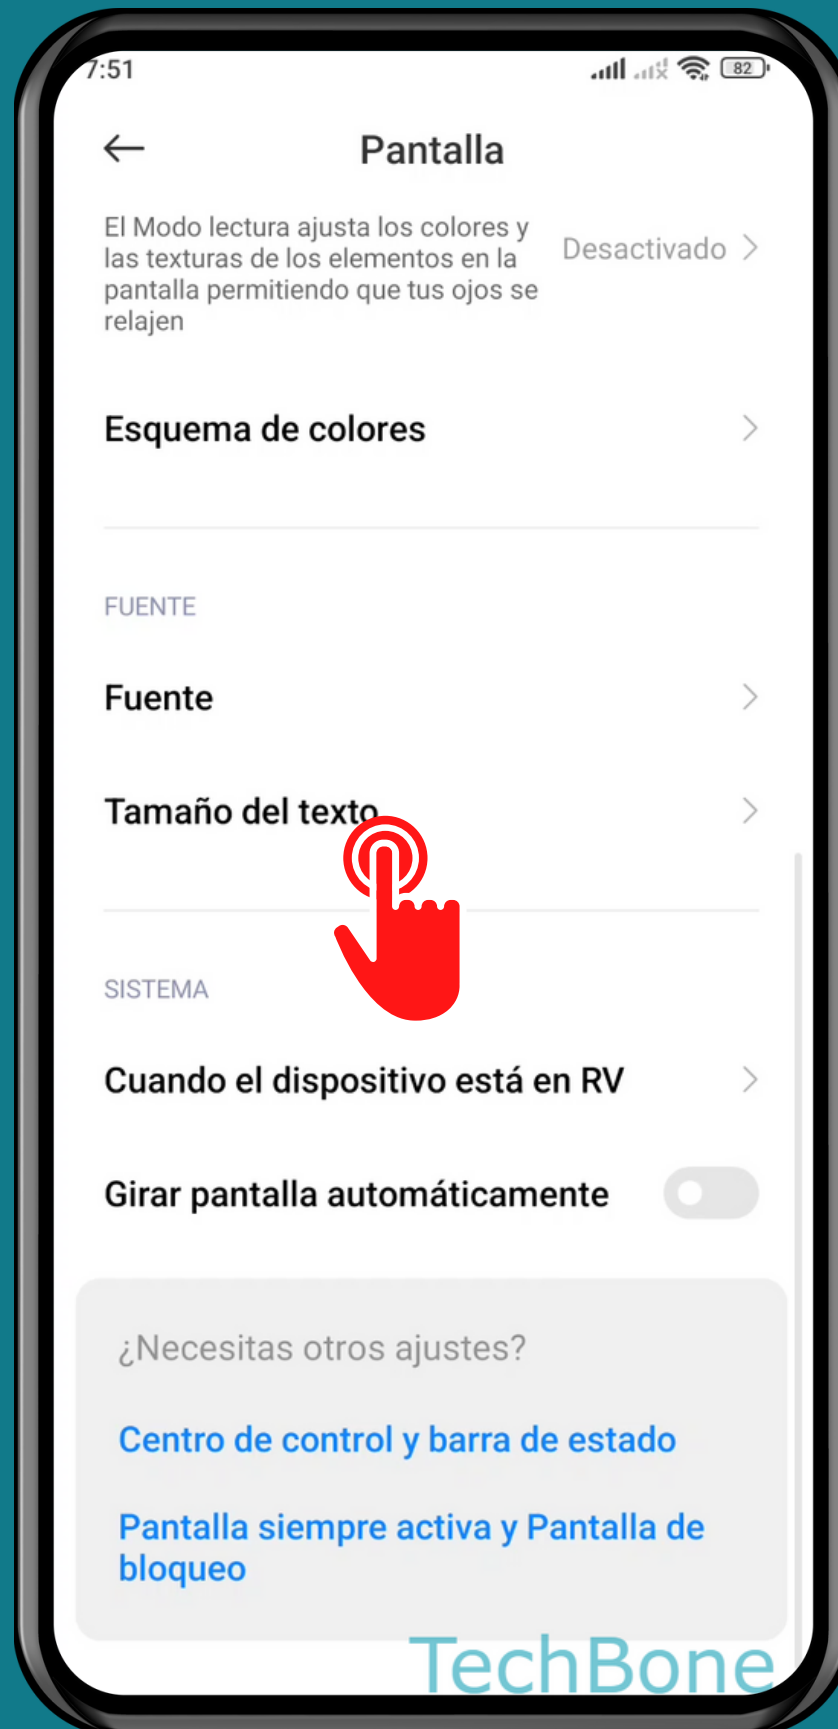 7:51
82
Pantalla
El Modo lectura ajusta los colores y
las texturas de los elementos en la
pantalla permitiendo que tus ojos se
relajen
Desactivado
Esquema de colores
FUENTE
Fuente
Tamaño del texto
SISTEMA
Cuando el dispositivo está en RV
Girar pantalla automáticamente
¿Necesitas otros ajustes?
Centro de control y barra de estado
Pantalla siempre activa y Pantalla de
bloqueo
TechBone